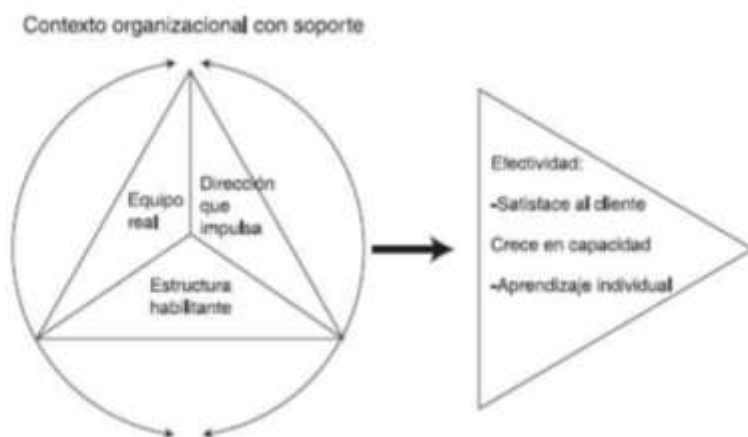 Contexto organizacional con soporte
Equipo
real
Dirección
que
impulsa
Estructura
habilitante
Efectividad:
-Satisface al cliente
Crece en capacidad
-Aprendizaje individual